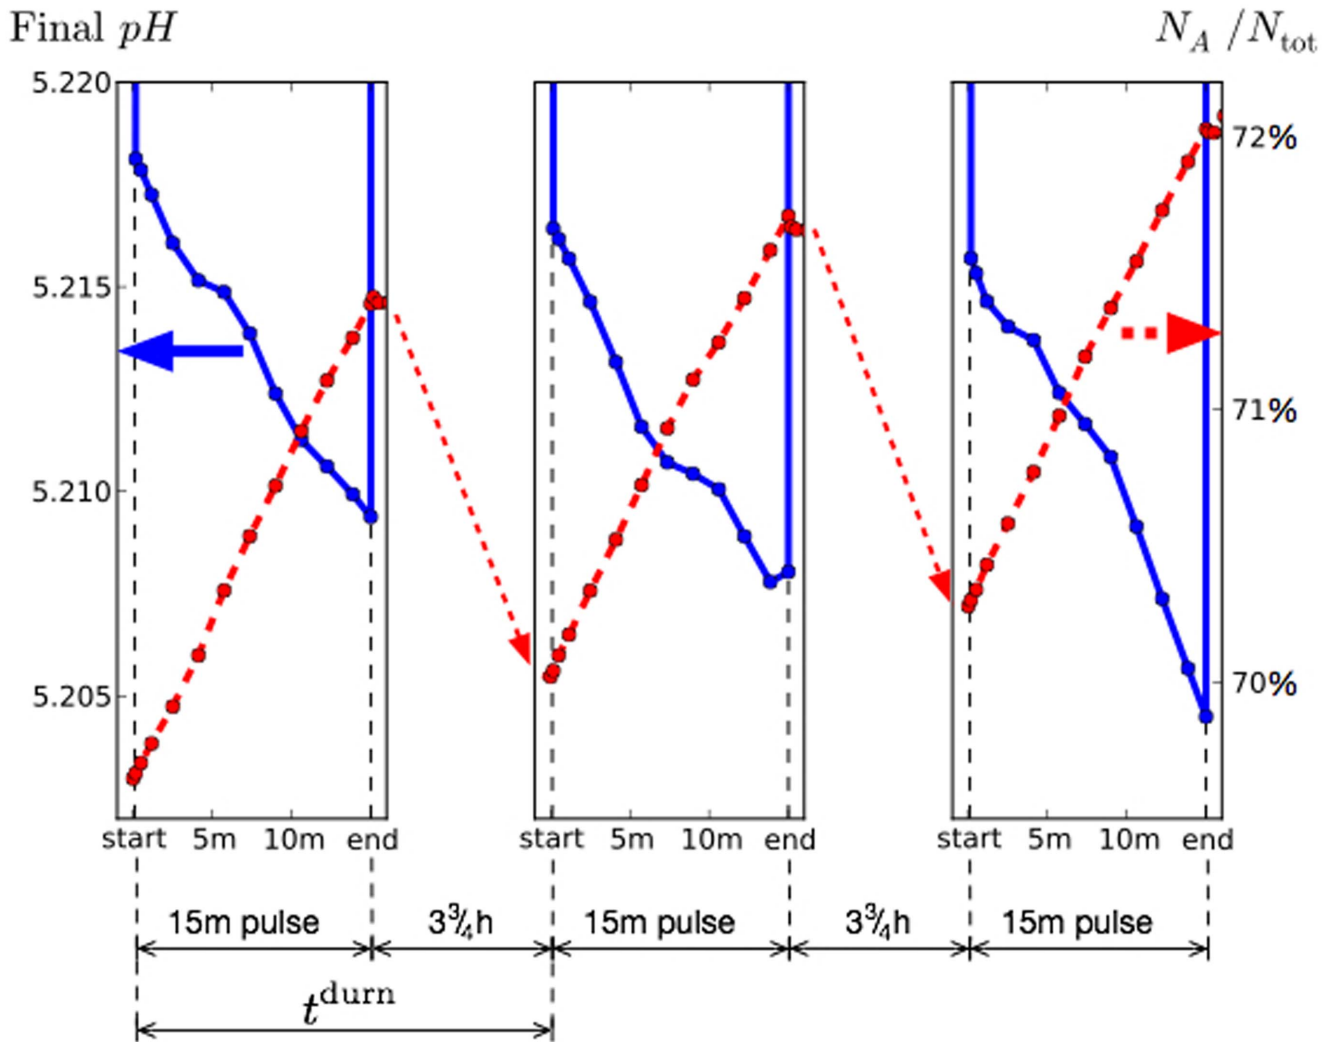 Final pH
N_A / N_tot
5.220
5.215
5.210
5.205
72%
71%
70%
start 5m 10m end
start 5m 10m end
start 5m 10m end
15m pulse 3¾h 15m pulse 3¾h 15m pulse
t^durn